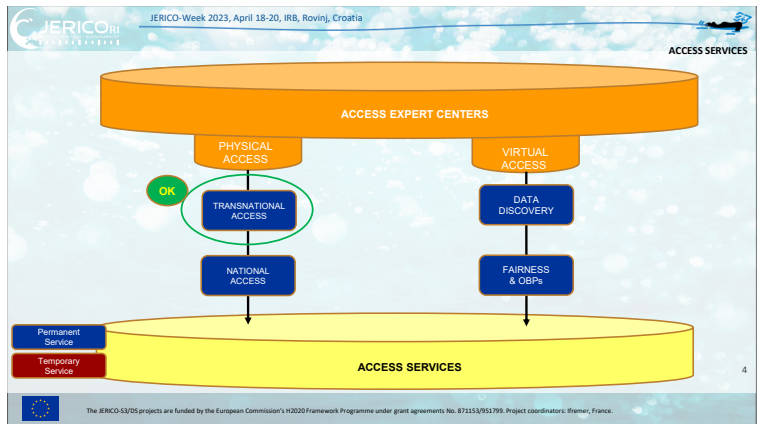 JERICO RI
JERICO-Week 2023, April 18-20, IRB, Rovinj, Croatia
ACCESS SERVICES
ACCESS EXPERT CENTERS
PHYSICAL
ACCESS
VIRTUAL
ACCESS
OK
TRANSNATIONAL
ACCESS
DATA
DISCOVERY
NATIONAL
ACCESS
FAIRNESS
& OBPs
Permanent
Service
Temporary
Service
ACCESS SERVICES
4
The JERICO-S3/DS projects are funded by the European Commission's H2020 Framework Programme under grant agreements No. 871153/951799. Project coordinators: Ifremer, France.